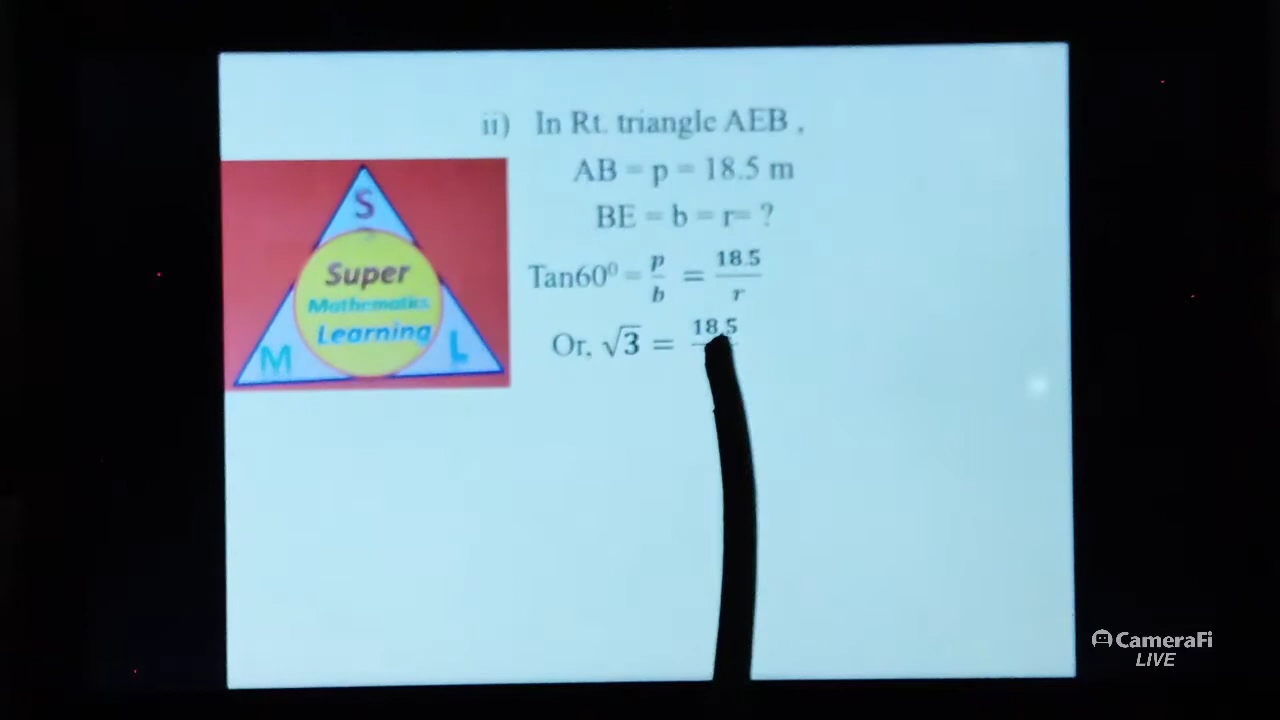 ii) In Rt. triangle AEB ,
AB = p = 18.5 m
BE = b = r= ?
Tan60⁰ = p/b = 18.5/r
Or, √3 = 18.5
S
Super
Mathematics
Learning
M L
CameraFi
LIVE